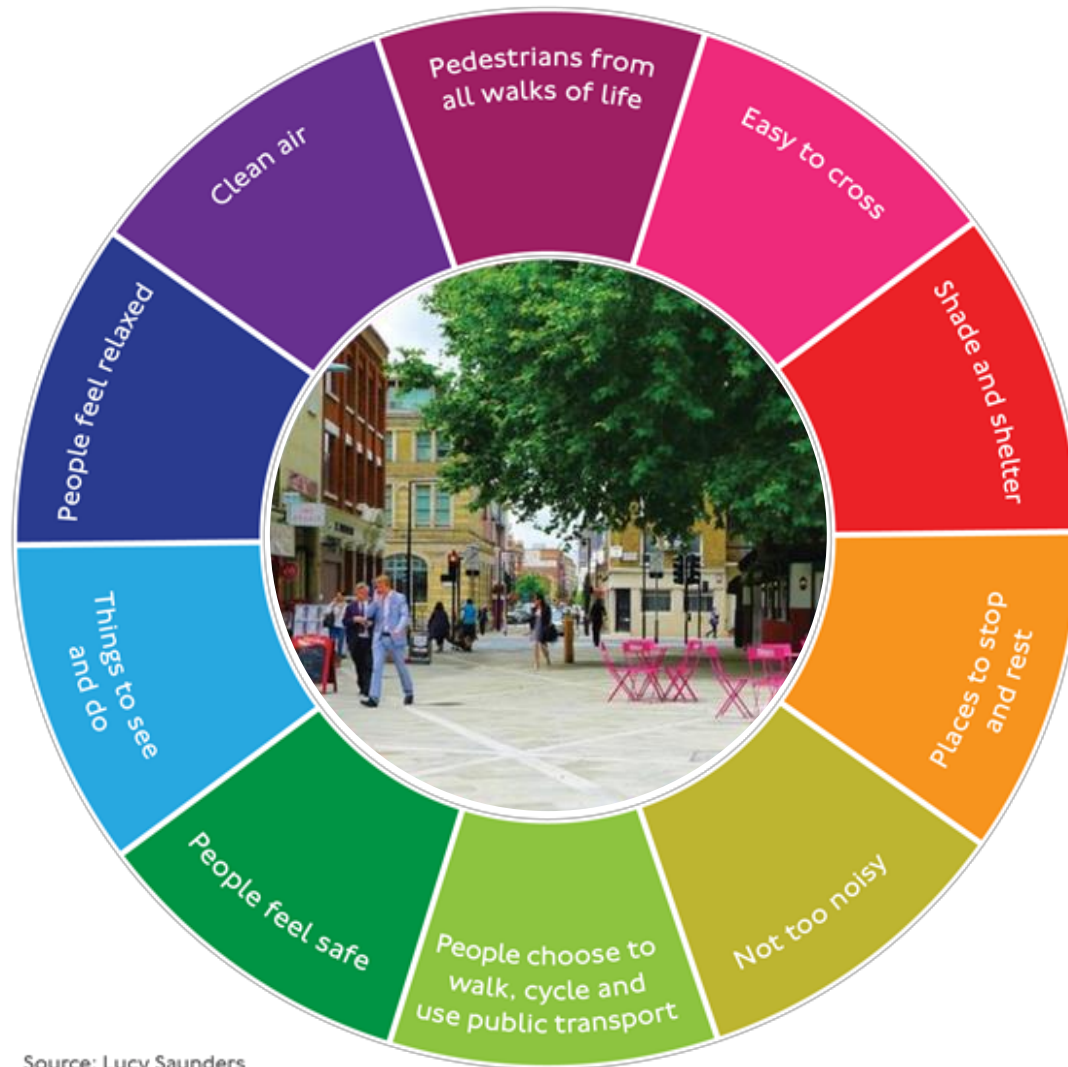 Pedestrians from
all walks of life
Easy to cross
Shade and shelter
Places to stop
and rest
Not too noisy
People choose to
walk, cycle and
use public transport
People feel safe
Things to see
and do
People feel relaxed
Clean air
Source: Lucy Saunders